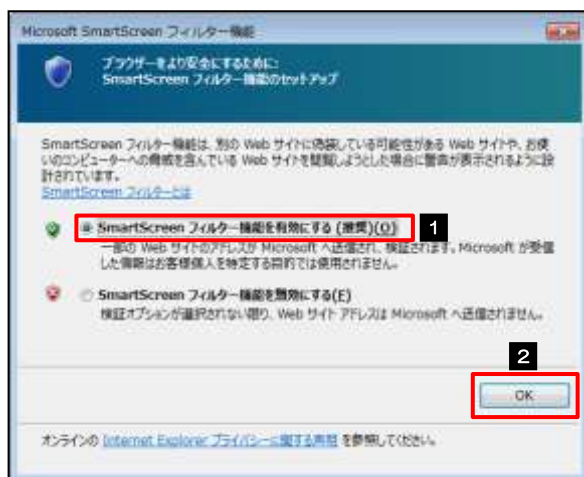 Microsoft SmartScreen フィルター機能
ブラウザーをより安全にするために:
SmartScreen フィルター機能のセットアップ
SmartScreen フィルター機能は、別の Web サイトに偽装している可能性がある Web サイトや、お使
いのコンピューターへの脅威を含んでいる Web サイトを閲覧しようとした場合に警告が表示されるように設
計されています。
SmartScreen フィルターとは
SmartScreen フィルター機能を有効にする (推奨)(O)
1
一部の Web サイトのアドレスが Microsoft へ送信され、検証されます。Microsoft が受信
した情報はお客様個人を特定する目的では使用されません。
SmartScreen フィルター機能を無効にする(E)
検証オプションが選択されない限り、Web サイト アドレスは Microsoft へ送信されません。
2
OK
オンラインの Internet Explorer プライバシーに関する声明 を参照してください。